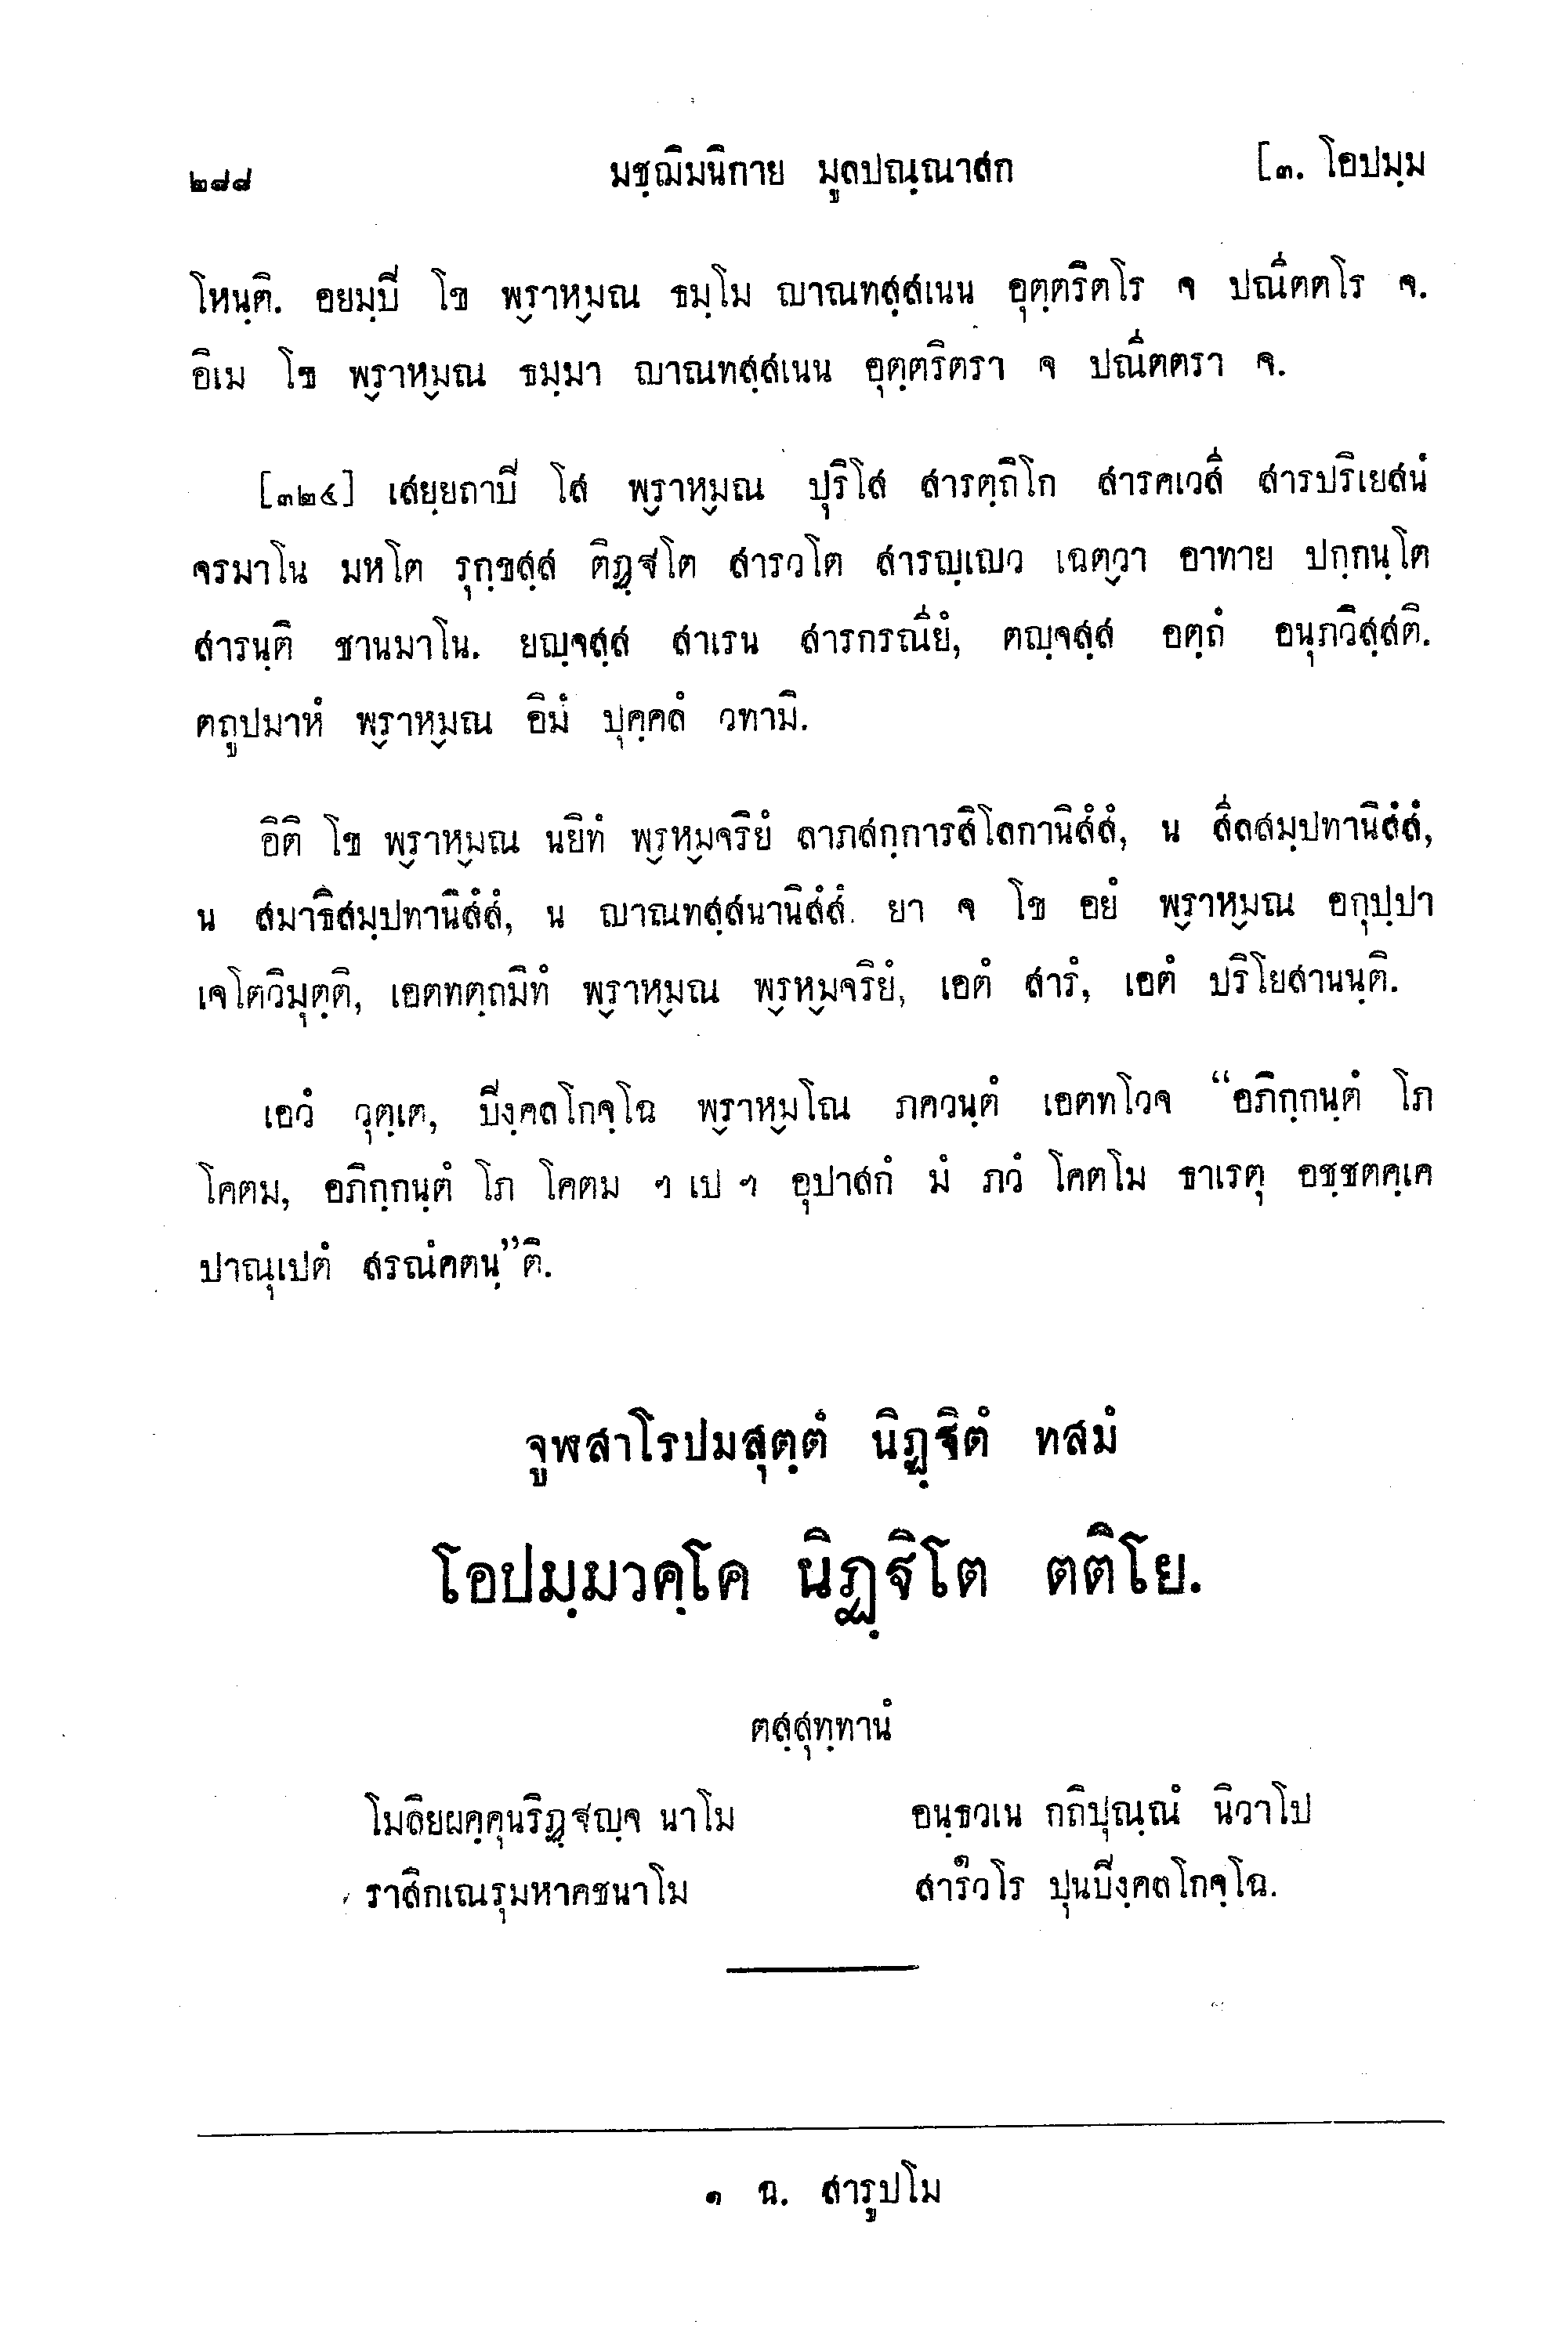 ๒๘๘ มชฺฌิมนิกาย มูลปณฺณาสก [๓. โอปมฺม
โหนฺติ. อยมฺปี โข พฺราหฺมณ ธมฺโม ญาณทสฺสเนน อุตฺตริตโร จ ปณีตตโร จ.
อิเม โข พฺราหฺมณ ธมฺมา ญาณทสฺสเนน อุตฺตริตรา จ ปณีตตรา จ.
[๓๒๔] เสยฺยถาปี โส พฺราหฺมณ ปุริโส สารตฺถิโก สารคเวสี สารปริเยสนํ
จรมาโน มหโต รุกฺขสฺส ติฏฺฐโต สารวโต สารญฺเญว เฉตฺวา อาทาย ปกฺกนฺโต
สารนฺติ ชานมาโน. ยญฺจสฺส สาเรน สารกรณียํ, ตญฺจสฺส อตฺถํ อนุภวิสฺสติ.
ตถูปมาหํ พฺราหฺมณ อิมํ ปุคฺคลํ วทามิ.
อิติ โข พฺราหฺมณ นยิทํ พฺรหฺมจริยํ ลาภสกฺการสิโลกานิสํสํ, น สีลสมฺปทานิสํสํ,
น สมาธิสมฺปทานิสํสํ, น ญาณทสฺสนานิสํสํ. ยา จ โข อยํ พฺราหฺมณ อกุปฺปา
เจโตวิมุตฺติ, เอตทตฺถมิทํ พฺราหฺมณ พฺรหฺมจริยํ, เอตํ สารํ, เอตํ ปริโยสานนฺติ.
เอวํ วุตฺเต, ปีงฺคลโกจฺโฉ พฺราหฺมโณ ภควนฺตํ เอตทโวจ “อภิกฺกนฺตํ โภ
โคตม, อภิกฺกนฺตํ โภ โคตม ฯ เป ฯ อุปาสกํ มํ ภวํ โคตโม ธาเรตุ อชฺชตคฺเค
ปาณุเปตํ สรณํคตนฺ”ติ.
จูฬสาโรปมสุตฺตํ นิฏฺฐิตํ ทสมํ
โอปมฺมวคฺโค นิฏฺฐิโต ตติโย.
ตสฺสุทฺทานํ
โมลิยผคฺคุนริฏฺฐญฺจ นาโม อนฺธวเน กถิปุณฺณํ นิวาโป
ราสิกเณรุมหาคชนาโม สารํวโร๑ ปุนปีงฺคลโกจฺโฉ.
๑ ฉ. สารูปโม